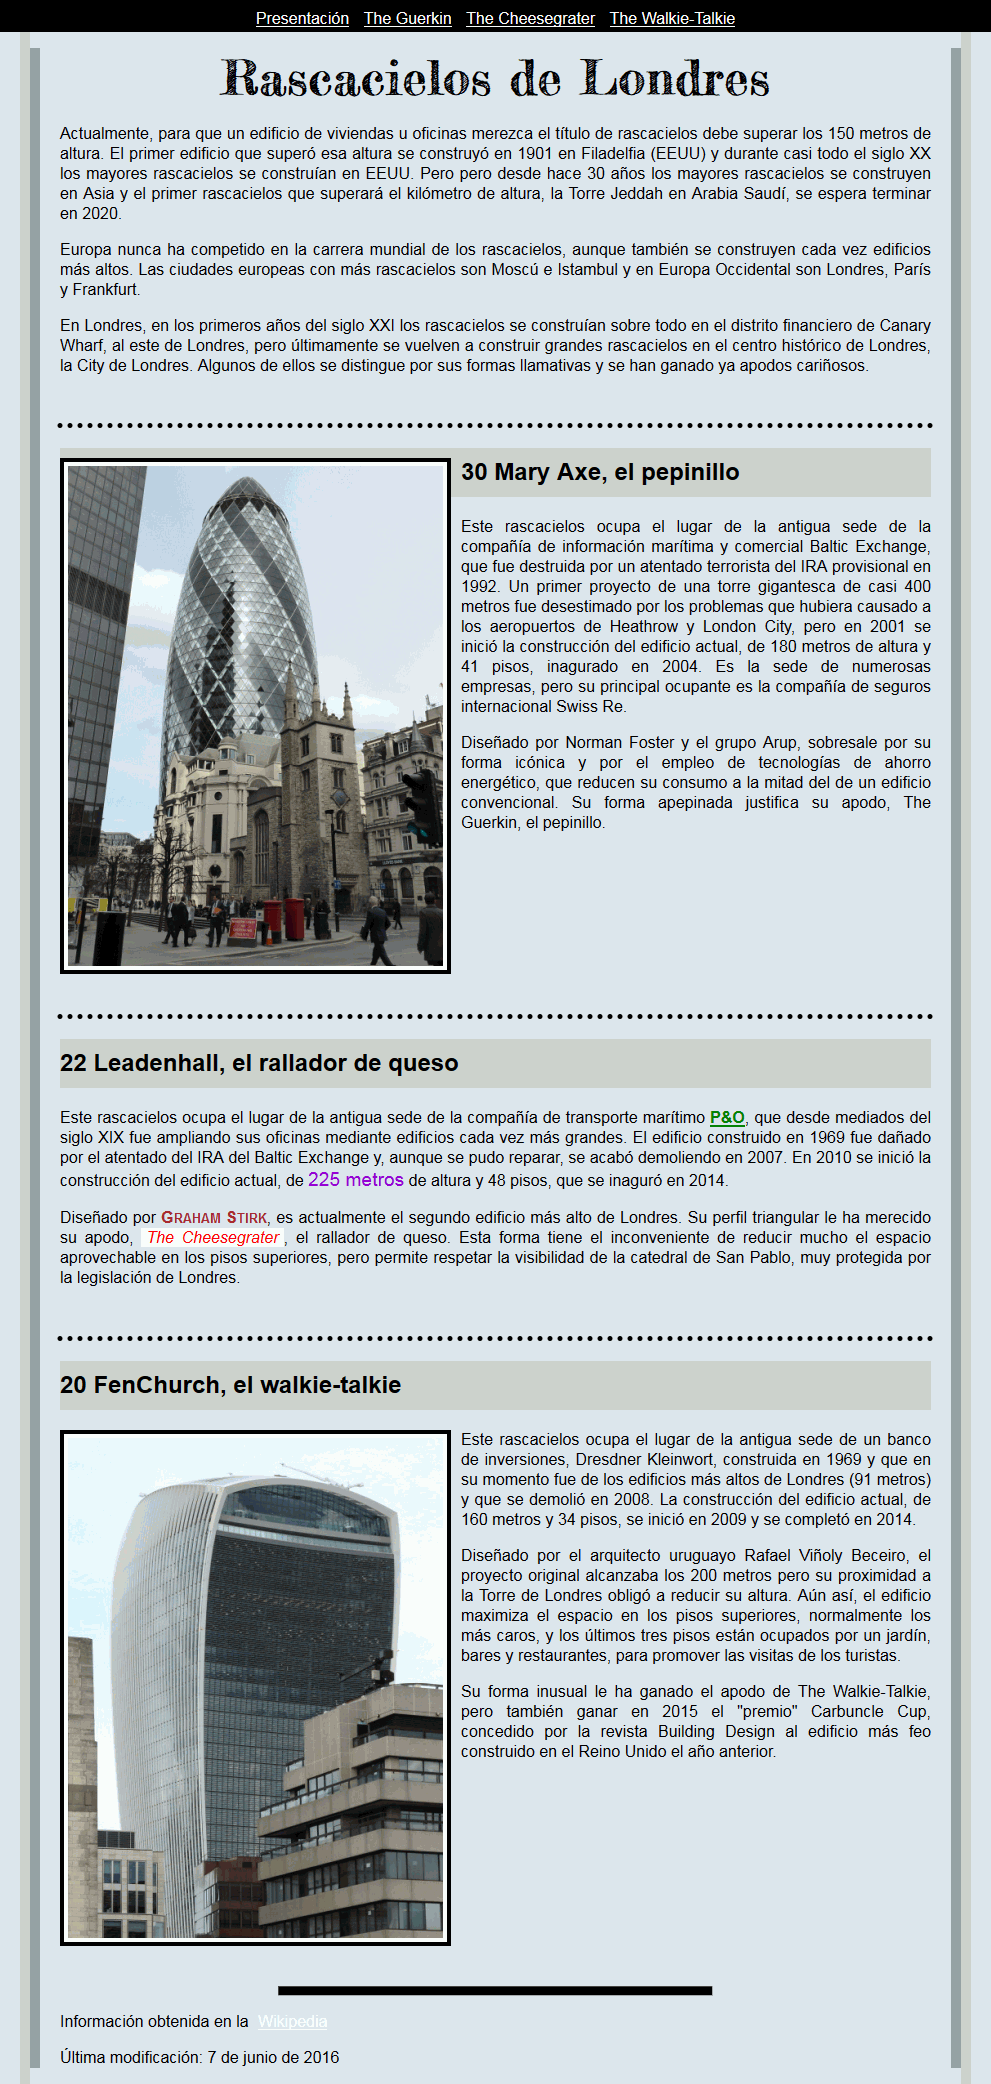 Presentación The Guerkin The Cheesegrater The Walkie-Talkie
Rascacielos de Londres
Actualmente, para que un edificio de viviendas u oficinas merezca el título de rascacielos debe superar los 150 metros de
altura. El primer edificio que superó esa altura se construyó en 1901 en Filadelfia (EEUU) y durante casi todo el siglo XX
los mayores rascacielos se construían en EEUU. Pero pero desde hace 30 años los mayores rascacielos se construyen
en Asia y el primer rascacielos que superará el kilómetro de altura, la Torre Jeddah en Arabia Saudí, se espera terminar
en 2020.
Europa nunca ha competido en la carrera mundial de los rascacielos, aunque también se construyen cada vez edificios
más altos. Las ciudades europeas con más rascacielos son Moscú e Istambul y en Europa Occidental son Londres, París
y Frankfurt.
En Londres, en los primeros años del siglo XXI los rascacielos se construían sobre todo en el distrito financiero de Canary
Wharf, al este de Londres, pero últimamente se vuelven a construir grandes rascacielos en el centro histórico de Londres,
la City de Londres. Algunos de ellos se distingue por sus formas llamativas y se han ganado ya apodos cariñosos.
30 Mary Axe, el pepinillo
Este rascacielos ocupa el lugar de la antigua sede de la
compañía de información marítima y comercial Baltic Exchange,
que fue destruida por un atentado terrorista del IRA provisional en
1992. Un primer proyecto de una torre gigantesca de casi 400
metros fue desestimado por los problemas que hubiera causado a
los aeropuertos de Heathrow y London City, pero en 2001 se
inició la construcción del edificio actual, de 180 metros de altura y
41 pisos, inagurado en 2004. Es la sede de numerosas
empresas, pero su principal ocupante es la compañía de seguros
internacional Swiss Re.
Diseñado por Norman Foster y el grupo Arup, sobresale por su
forma icónica y por el empleo de tecnologías de ahorro
energético, que reducen su consumo a la mitad del de un edificio
convencional. Su forma apepinada justifica su apodo, The
Guerkin, el pepinillo.
22 Leadenhall, el rallador de queso
Este rascacielos ocupa el lugar de la antigua sede de la compañía de transporte marítimo P&O, que desde mediados del
siglo XIX fue ampliando sus oficinas mediante edificios cada vez más grandes. El edificio construido en 1969 fue dañado
por el atentado del IRA del Baltic Exchange y, aunque se pudo reparar, se acabó demoliendo en 2007. En 2010 se inició la
construcción del edificio actual, de 225 metros de altura y 48 pisos, que se inaguró en 2014.
Diseñado por Graham Stirk, es actualmente el segundo edificio más alto de Londres. Su perfil triangular le ha merecido
su apodo, The Cheesegrater, el rallador de queso. Esta forma tiene el inconveniente de reducir mucho el espacio
aprovechable en los pisos superiores, pero permite respetar la visibilidad de la catedral de San Pablo, muy protegida por
la legislación de Londres.
20 FenChurch, el walkie-talkie
Este rascacielos ocupa el lugar de la antigua sede de un banco
de inversiones, Dresdner Kleinwort, construida en 1969 y que en
su momento fue de los edificios más altos de Londres (91 metros)
y que se demolió en 2008. La construcción del edificio actual, de
160 metros y 34 pisos, se inició en 2009 y se completó en 2014.
Diseñado por el arquitecto uruguayo Rafael Viñoly Beceiro, el
proyecto original alcanzaba los 200 metros pero su proximidad a
la Torre de Londres obligó a reducir su altura. Aún así, el edificio
maximiza el espacio en los pisos superiores, normalmente los
más caros, y los últimos tres pisos están ocupados por un jardín,
bares y restaurantes, para promover las visitas de los turistas.
Su forma inusual le ha ganado el apodo de The Walkie-Talkie,
pero también ganar en 2015 el "premio" Carbuncle Cup,
concedido por la revista Building Design al edificio más feo
construido en el Reino Unido el año anterior.
Información obtenida en la Wikipedia
Última modificación: 7 de junio de 2016